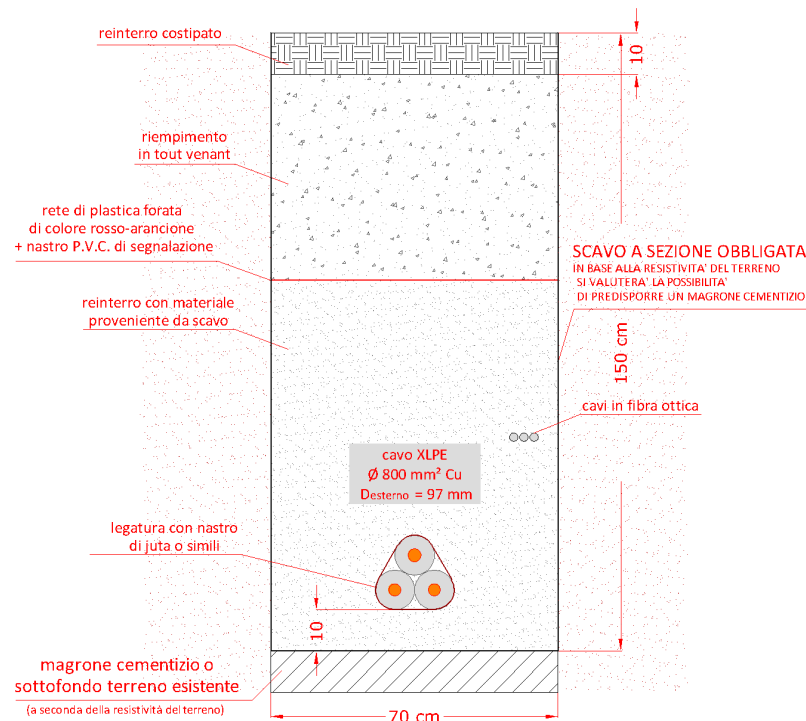 reinterro costipato
10
riempimento
in tout venant
rete di plastica forata
di colore rosso-arancione
+ nastro P.V.C. di segnalazione
SCAVO A SEZIONE OBBLIGATA
IN BASE ALLA RESISTIVITA' DEL TERRENO
SI VALUTERA' LA POSSIBILITA'
DI PREDISPORRE UN MAGRONE CEMENTIZIO
reinterro con materiale
proveniente da scavo
150 cm
cavi in fibra ottica
cavo XLPE
Ø 800 mm² Cu
Desterno = 97 mm
legatura con nastro
di juta o simili
10
magrone cementizio o
sottofondo terreno esistente
(a seconda della resistività del terreno)
70 cm